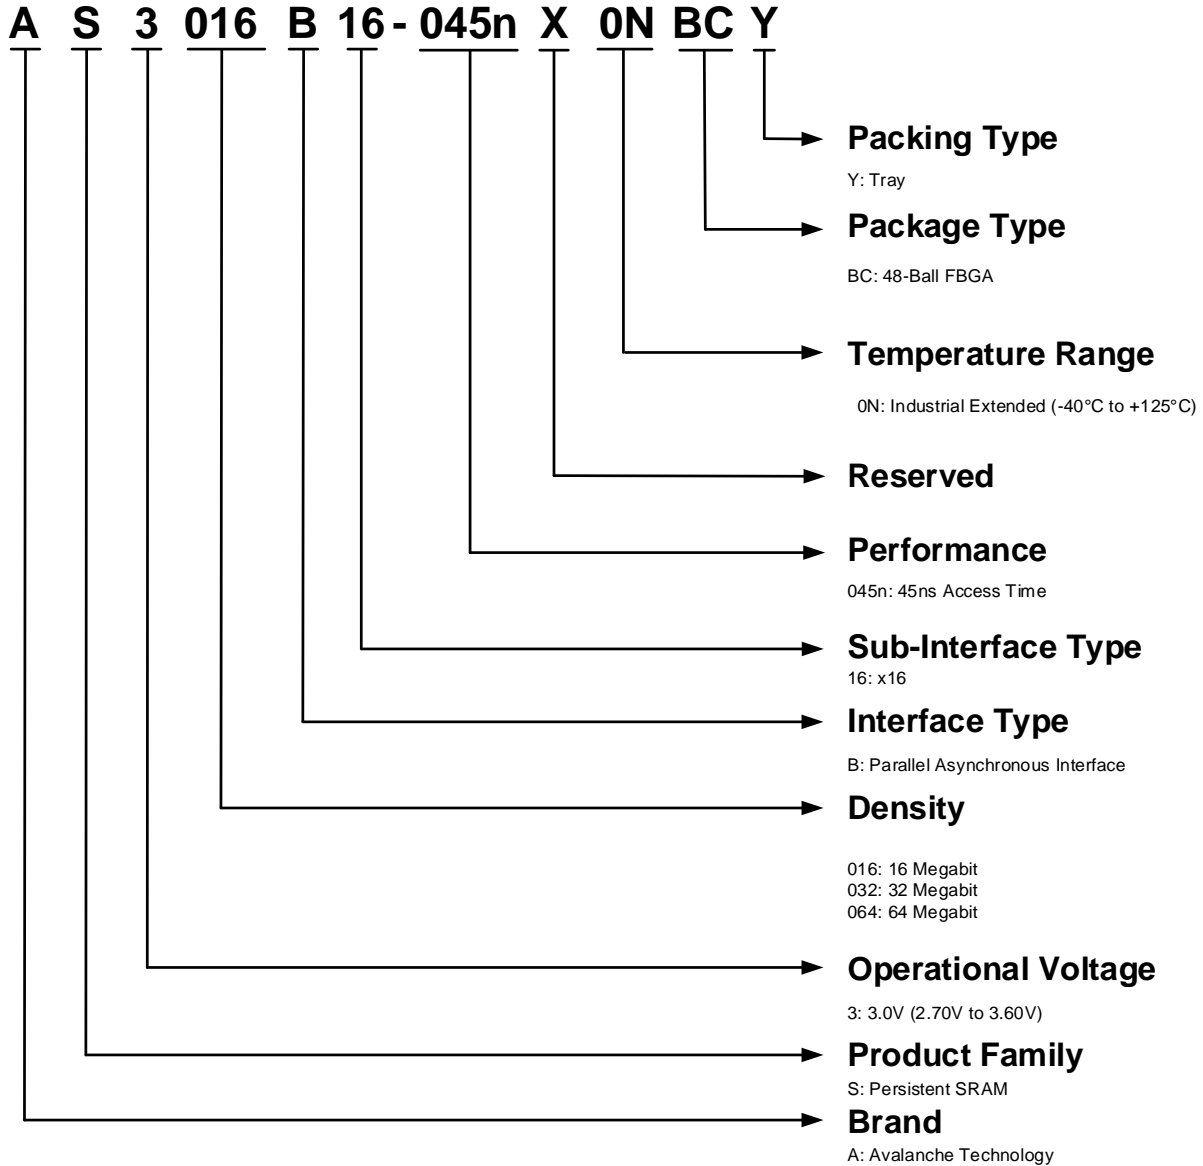 A S 3 016 B 16 - 045n X 0N BC Y
Packing Type
Y: Tray
Package Type
BC: 48-Ball FBGA
Temperature Range
0N: Industrial Extended (-40°C to +125°C)
Reserved
Performance
045n: 45ns Access Time
Sub-Interface Type
16: x16
Interface Type
B: Parallel Asynchronous Interface
Density
016: 16 Megabit
032: 32 Megabit
064: 64 Megabit
Operational Voltage
3: 3.0V (2.70V to 3.60V)
Product Family
S: Persistent SRAM
Brand
A: Avalanche Technology